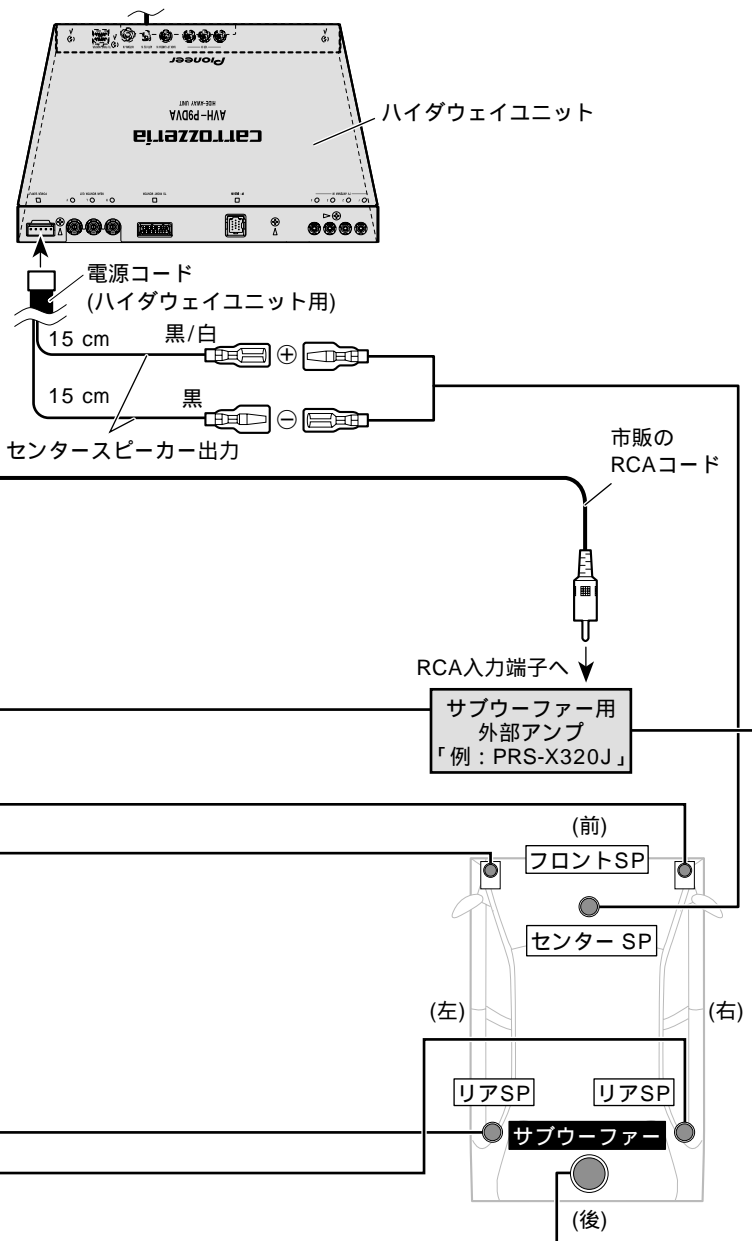 Pioneer
AVH-P9DVA
HIDE-AWAY UNIT
carrozzeria
ハイダウェイユニット
電源コード
(ハイダウェイユニット用)
15 cm
黒/白
⊕
15 cm
黒
⊖
センタースピーカー出力
市販の
RCAコード
RCA入力端子へ
サブウーファー用
外部アンプ
「例：PRS-X320J」
(前)
フロントSP
センター SP
(左)
(右)
リアSP
リアSP
サブウーファー
(後)